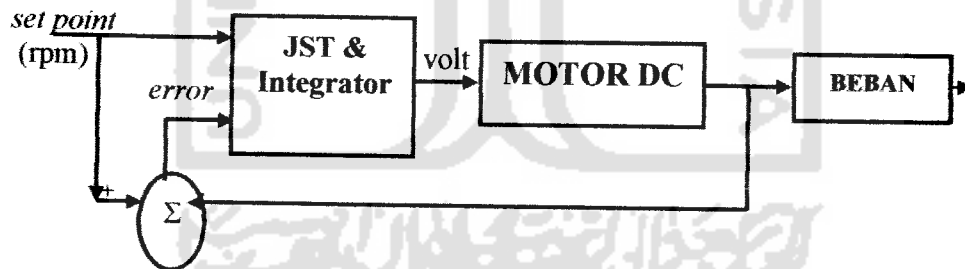 set point
(rpm)
error
JST &
Integrator
volt
MOTOR DC
BEBAN
+
Σ